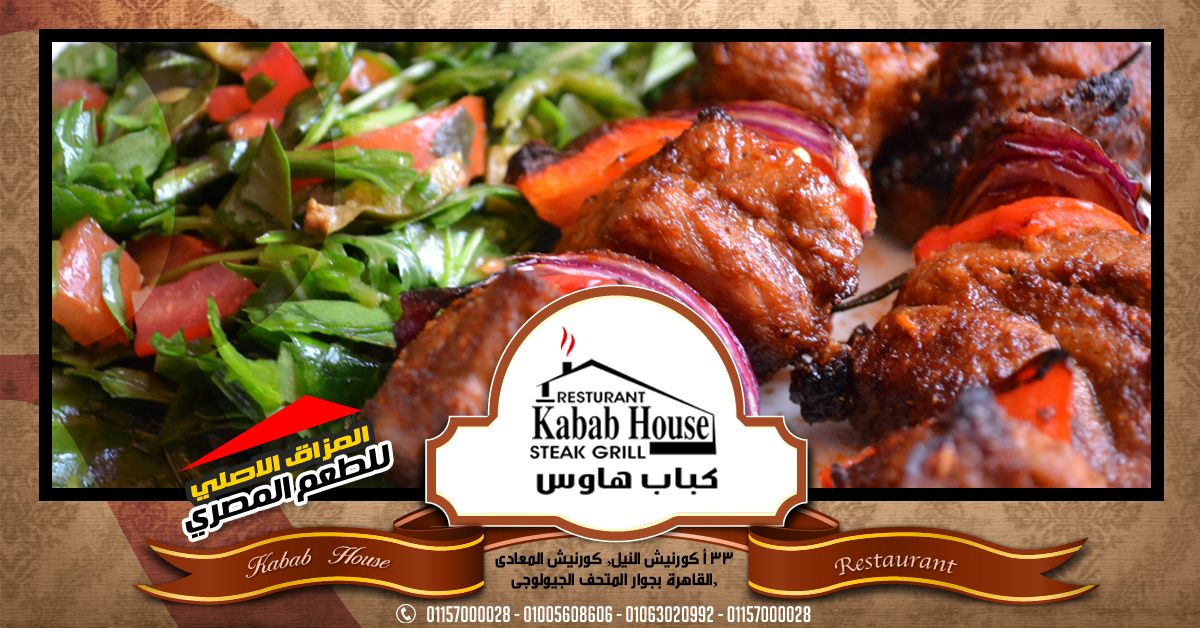 RESTURANT
Kabab House
STEAK GRILL
كباب هاوس
المزاق الاصلي
للطعم المصري
Kabab House
Restaurant
٣٣ أ كورنيش النيل, كورنيش المعادى
,القاهرة بجوار المتحف الجيولوجى
01157000028 - 01005608606 - 01063020992 - 01157000028